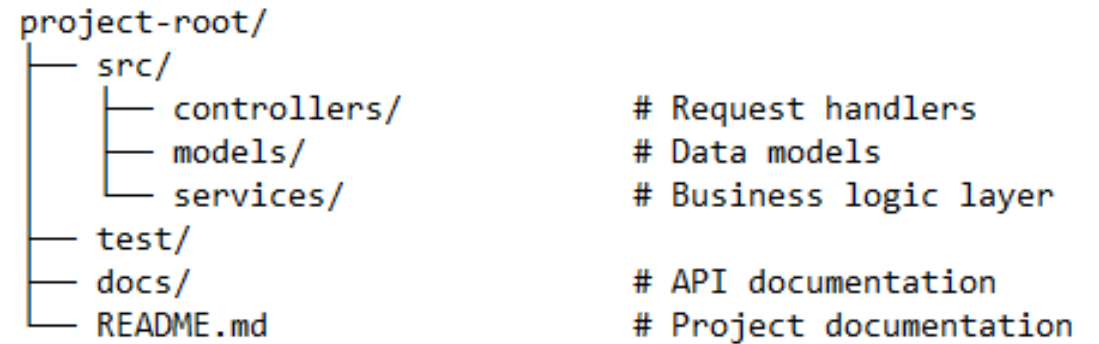 project-root/
├── src/
│   ├── controllers/            # Request handlers
│   ├── models/                 # Data models
│   └── services/               # Business logic layer
├── test/
├── docs/                       # API documentation
└── README.md                   # Project documentation